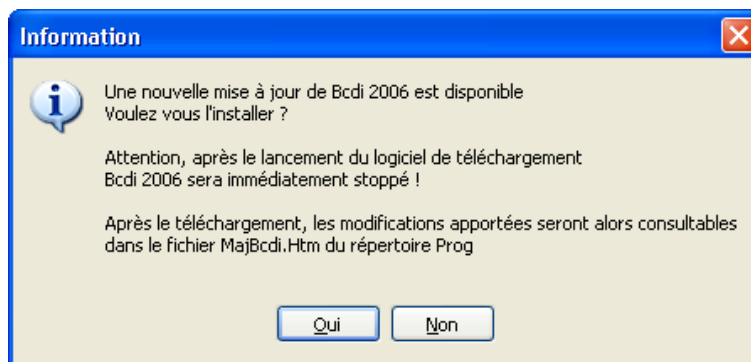 Information
Une nouvelle mise à jour de Bcdi 2006 est disponible
Voulez vous l'installer ?
Attention, après le lancement du logiciel de téléchargement
Bcdi 2006 sera immédiatement stoppé !
Après le téléchargement, les modifications apportées seront alors consultables
dans le fichier MajBcdi.Htm du répertoire Prog
Oui
Non